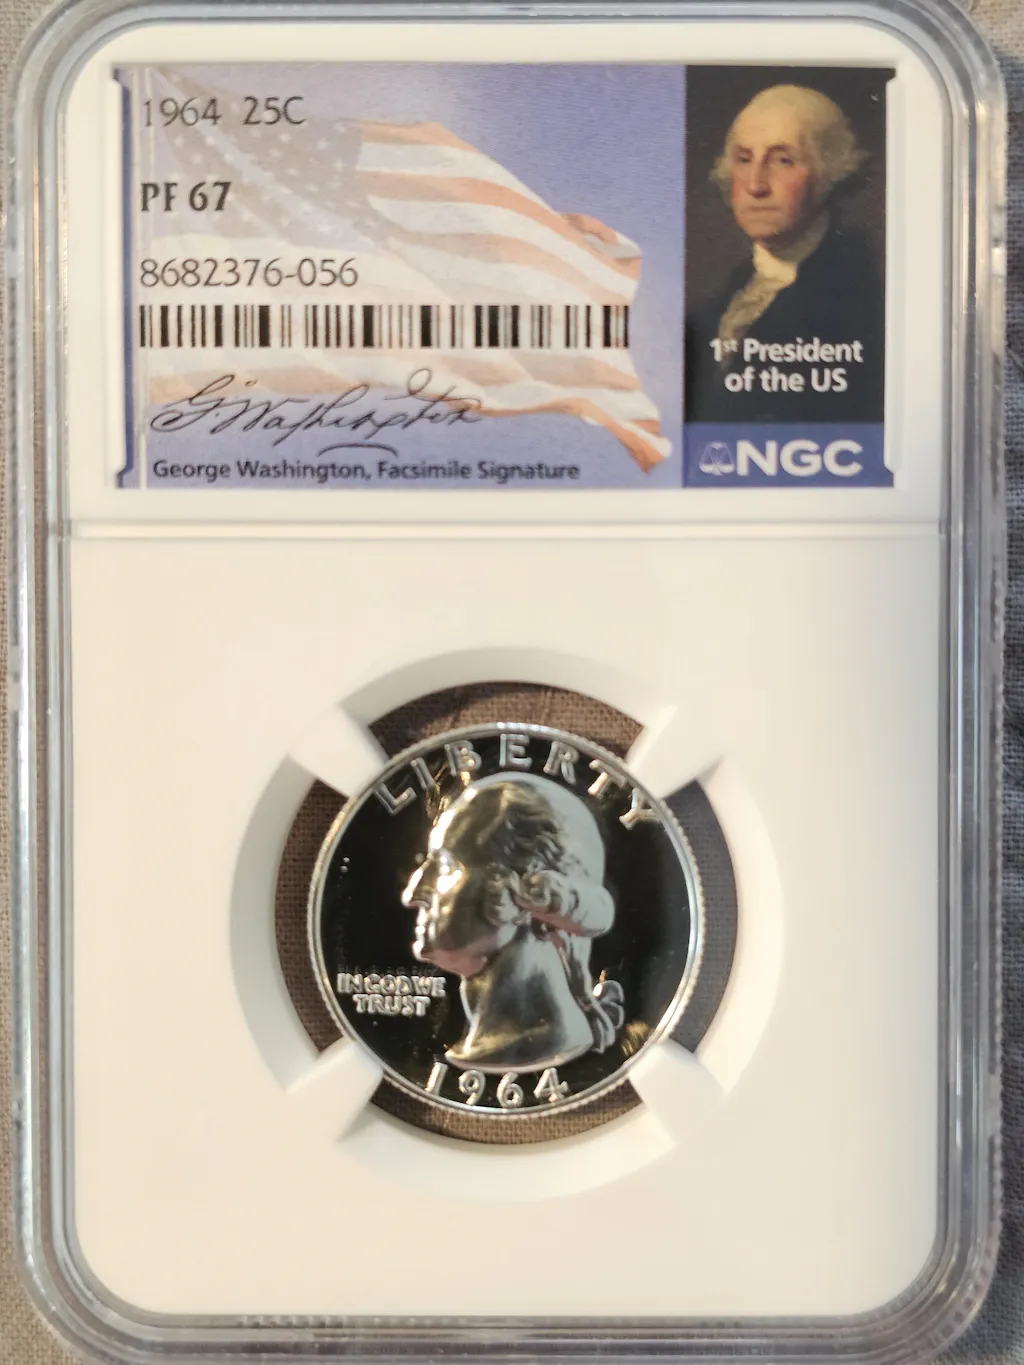 1964 25C
PF 67
8682376-056
G. Washington
George Washington, Facsimile Signature
1st President
of the US
NGC
LIBERTY
IN GOD WE
TRUST
1964